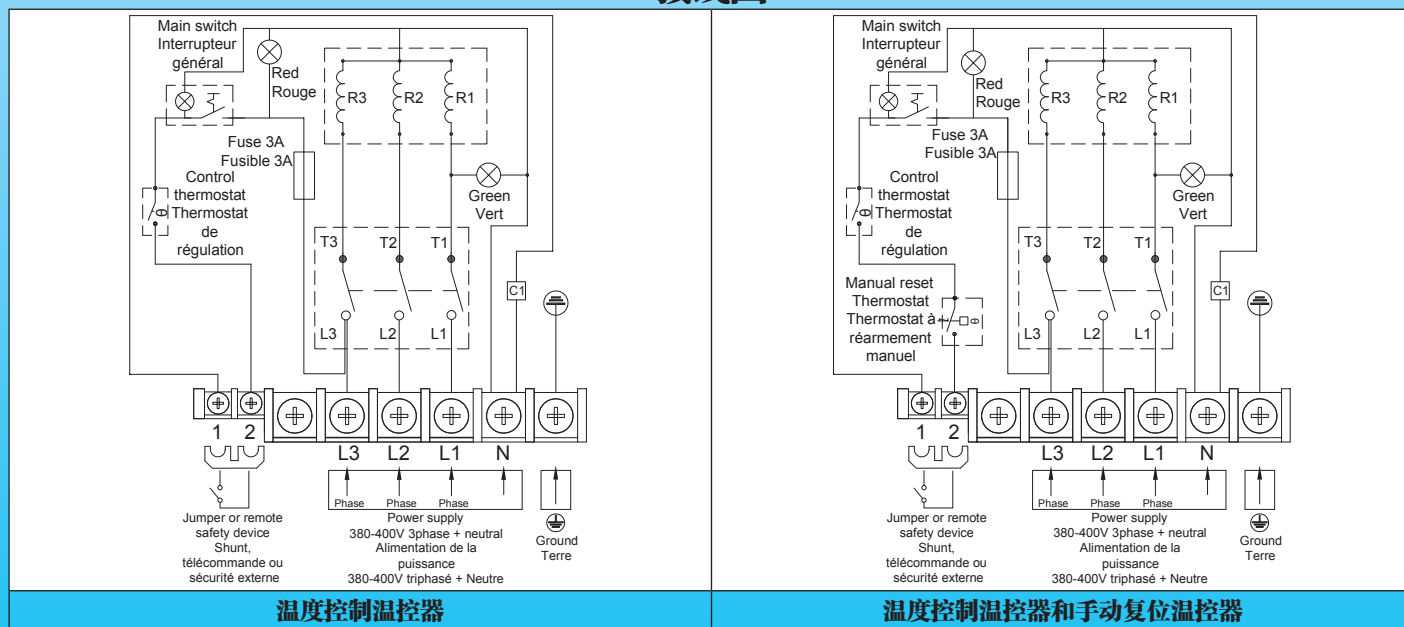 接线图
Main switch
Interrupteur
général
Red
Rouge
R3
R2
R1
Fuse 3A
Fusible 3A
Control
thermostat
Thermostat
de
régulation
θ
Green
Vert
T3
T2
T1
C1
L3
L2
L1
1
2
L3
L2
L1
N
Phase
Phase
Phase
Jumper or remote
safety device
Shunt,
télécommande ou
sécurité externe
Power supply
380-400V 3phase + neutral
Alimentation de la
puissance
380-400V triphasé + Neutre
Ground
Terre
温度控制温控器
Main switch
Interrupteur
général
Red
Rouge
R3
R2
R1
Fuse 3A
Fusible 3A
Control
thermostat
Thermostat
de
régulation
θ
Green
Vert
T3
T2
T1
C1
Manual reset
Thermostat
Thermostat à
réarmement
manuel
θ
L3
L2
L1
1
2
L3
L2
L1
N
Phase
Phase
Phase
Jumper or remote
safety device
Shunt,
télécommande ou
sécurité externe
Power supply
380-400V 3phase + neutral
Alimentation de la
puissance
380-400V triphasé + Neutre
Ground
Terre
温度控制温控器和手动复位温控器